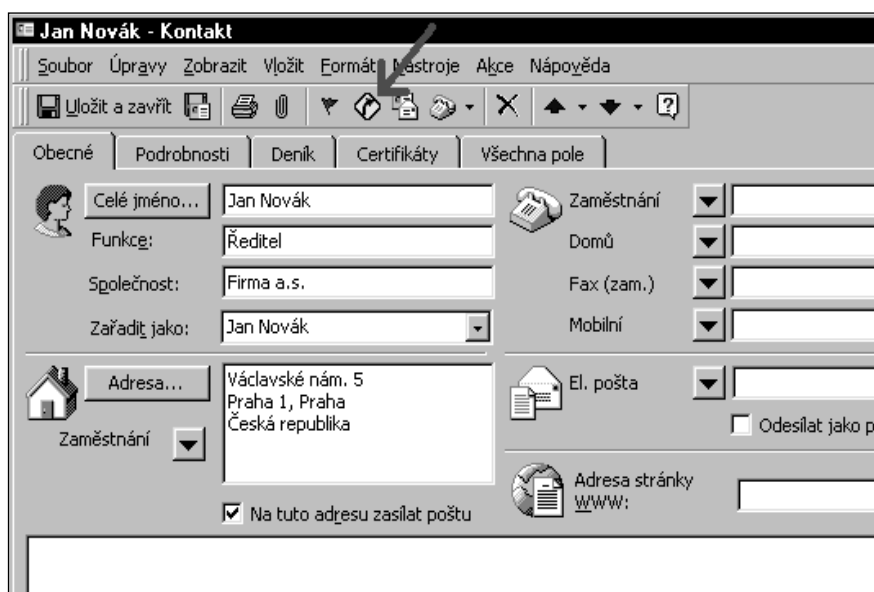 Jan Novák - Kontakt
Soubor Úpravy Zobrazit Vložit Formát Nástroje Akce Nápověda
Uložit a zavřít
Obecné Podrobnosti Deník Certifikáty Všechna pole
Celé jméno... Jan Novák Zaměstnání
Funkce: Ředitel Domů
Společnost: Firma a.s. Fax (zam.)
Zařadit jako: Jan Novák Mobilní
Adresa... Václavské nám. 5 El. pošta
Praha 1, Praha
Česká republika Odesílat jako p
Zaměstnání
Adresa stránky
WWW:
Na tuto adresu zasílat poštu